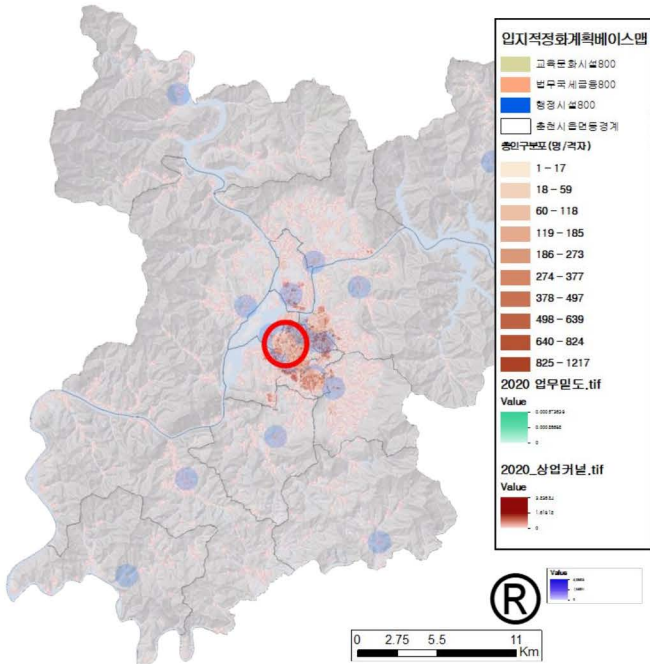 입지적정화계획베이스맵
교육문화시설800
법무국세금융800
행정시설800
춘천시읍면동경계
총인구분포(명/격자)
1 - 17
18 - 59
60 - 118
119 - 185
186 - 273
274 - 377
378 - 497
498 - 639
640 - 824
825 - 1217
2020 업무밀도.tif
Value
0
2020_상업커널.tif
Value
0
Value
R
0 2.75 5.5 11
Km